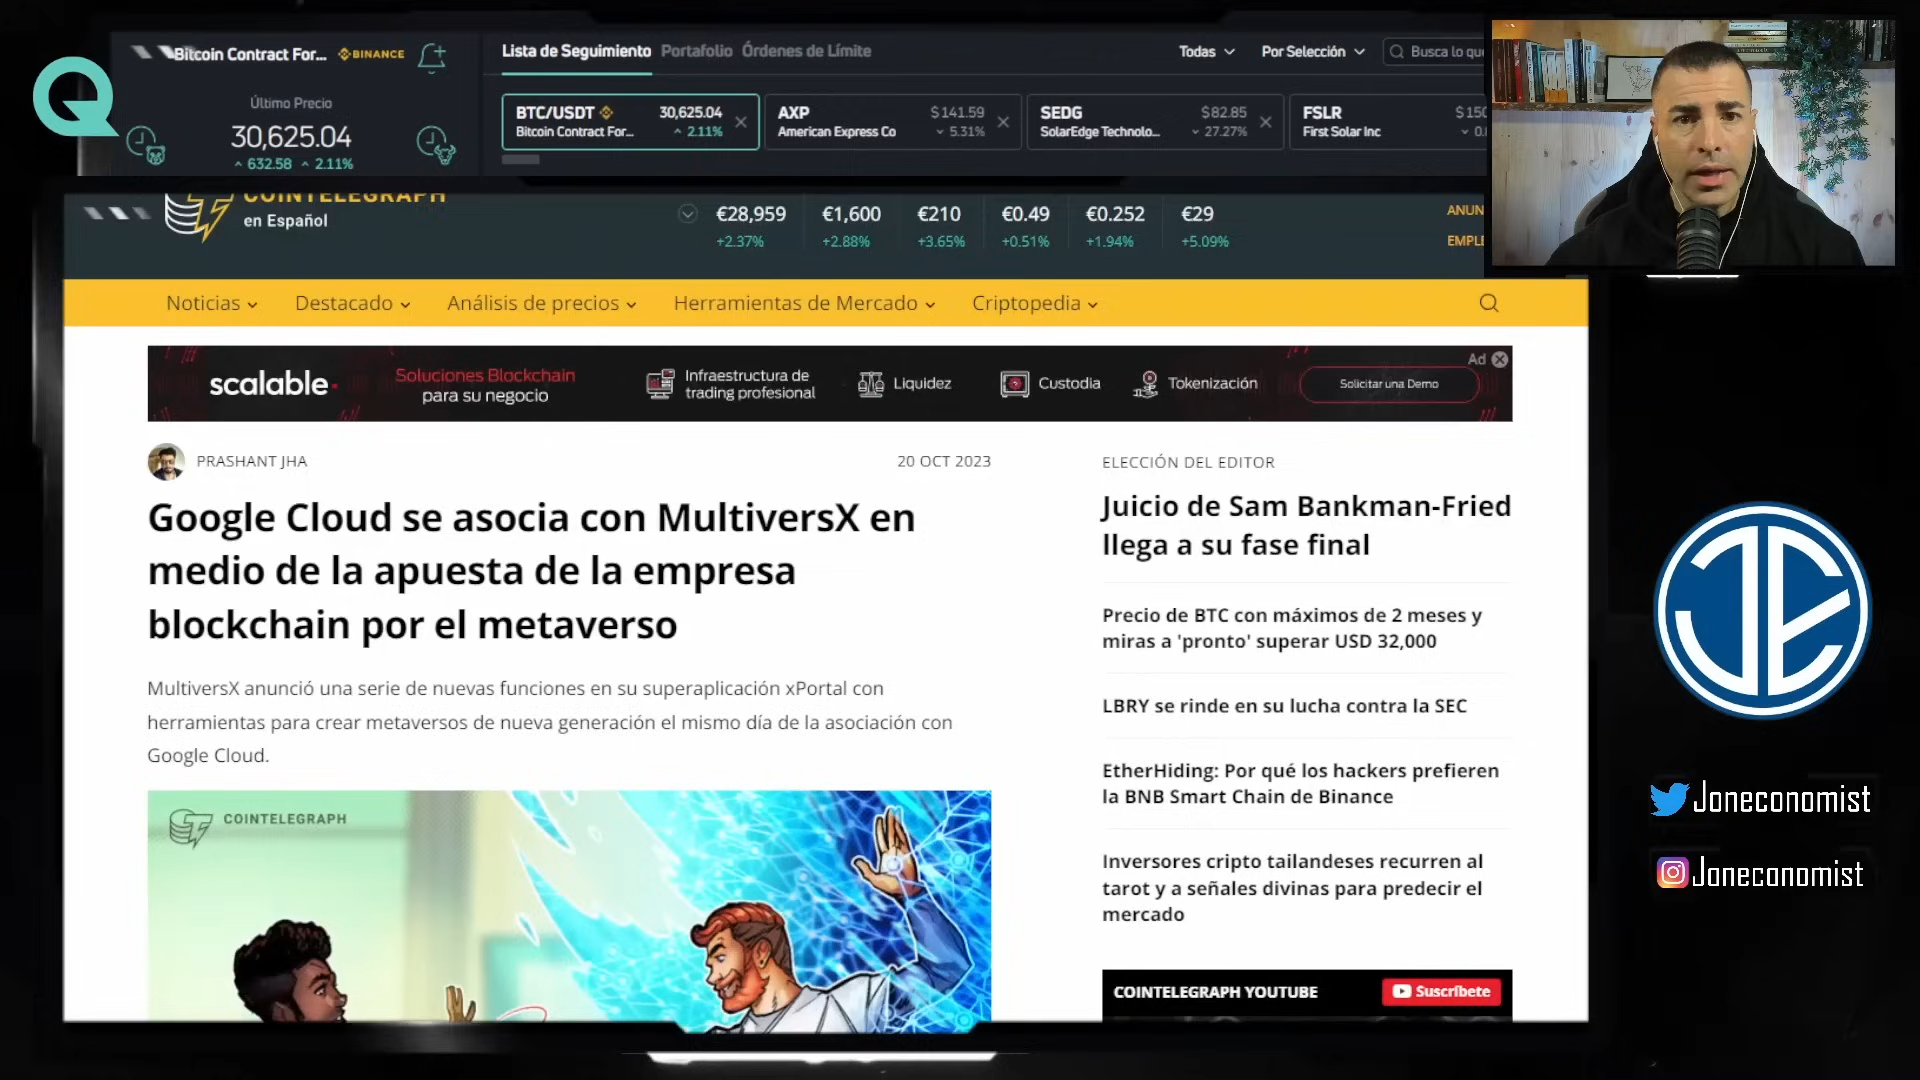 Bitcoin Contract For...
BINANCE
Último Precio
30,625.04
632.58
2.11%
Lista de Seguimiento
Portafolio
Órdenes de Límite
Todas
Por Selección
BTC/USDT
30,625.04
Bitcoin Contract For...
2.11%
AXP
$141.59
American Express Co
5.31%
SEDG
$82.85
SolarEdge Technolo...
27.27%
FSLR
First Solar Inc
COINTELEGRAPH
en Español
€28,959
€1,600
€210
€0.49
€0.252
€29
+2.37%
+2.88%
+3.65%
+0.51%
+1.94%
+5.09%
Noticias
Destacado
Análisis de precios
Herramientas de Mercado
Criptopedia
scalable
Soluciones Blockchain
para su negocio
Infraestructura de
trading profesional
Liquidez
Custodia
Tokenización
Ad
Solicitar una Demo
PRASHANT JHA
20 OCT 2023
Google Cloud se asocia con MultiversX en
medio de la apuesta de la empresa
blockchain por el metaverso
MultiversX anunció una serie de nuevas funciones en su superaplicación xPortal con
herramientas para crear metaversos de nueva generación el mismo día de la asociación con
Google Cloud.
COINTELEGRAPH
ELECCIÓN DEL EDITOR
Juicio de Sam Bankman-Fried
llega a su fase final
Precio de BTC con máximos de 2 meses y
miras a 'pronto' superar USD 32,000
LBRY se rinde en su lucha contra la SEC
EtherHiding: Por qué los hackers prefieren
la BNB Smart Chain de Binance
Inversores cripto tailandeses recurren al
tarot y a señales divinas para predecir el
mercado
COINTELEGRAPH YOUTUBE
Suscríbete
Joneconomist
Joneconomist